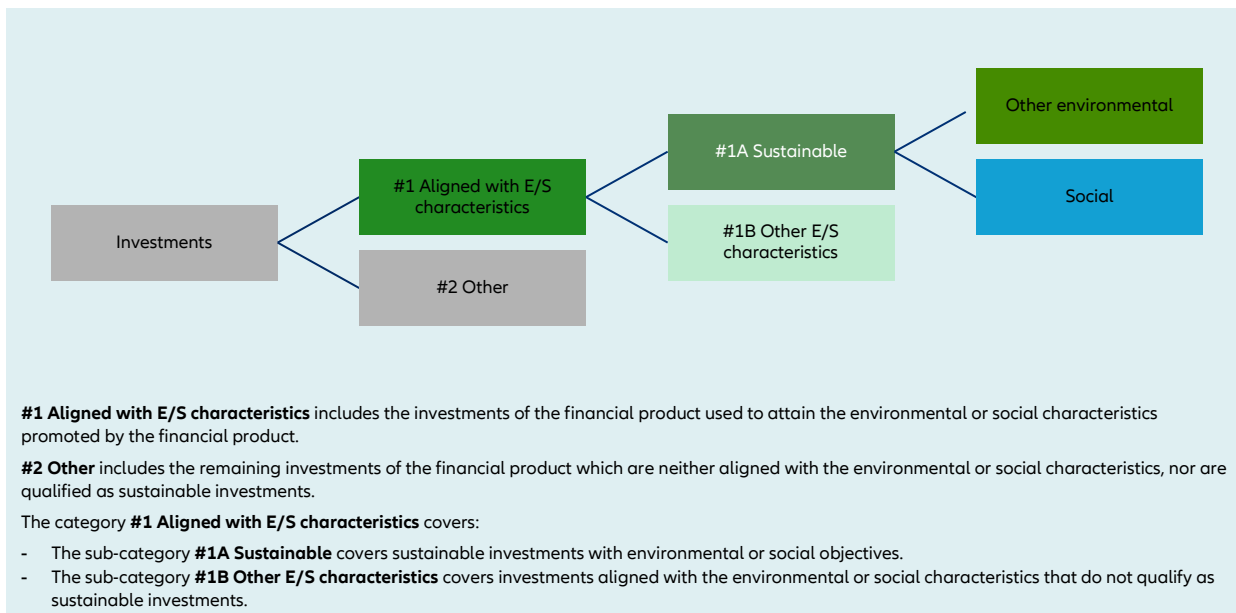 Other environmental
#1A Sustainable
#1 Aligned with E/S
characteristics
Social
Investments
#1B Other E/S
characteristics
#2 Other
#1 Aligned with E/S characteristics includes the investments of the financial product used to attain the environmental or social characteristics
promoted by the financial product.
#2 Other includes the remaining investments of the financial product which are neither aligned with the environmental or social characteristics, nor are
qualified as sustainable investments.
The category #1 Aligned with E/S characteristics covers:
- The sub-category #1A Sustainable covers sustainable investments with environmental or social objectives.
- The sub-category #1B Other E/S characteristics covers investments aligned with the environmental or social characteristics that do not qualify as
sustainable investments.